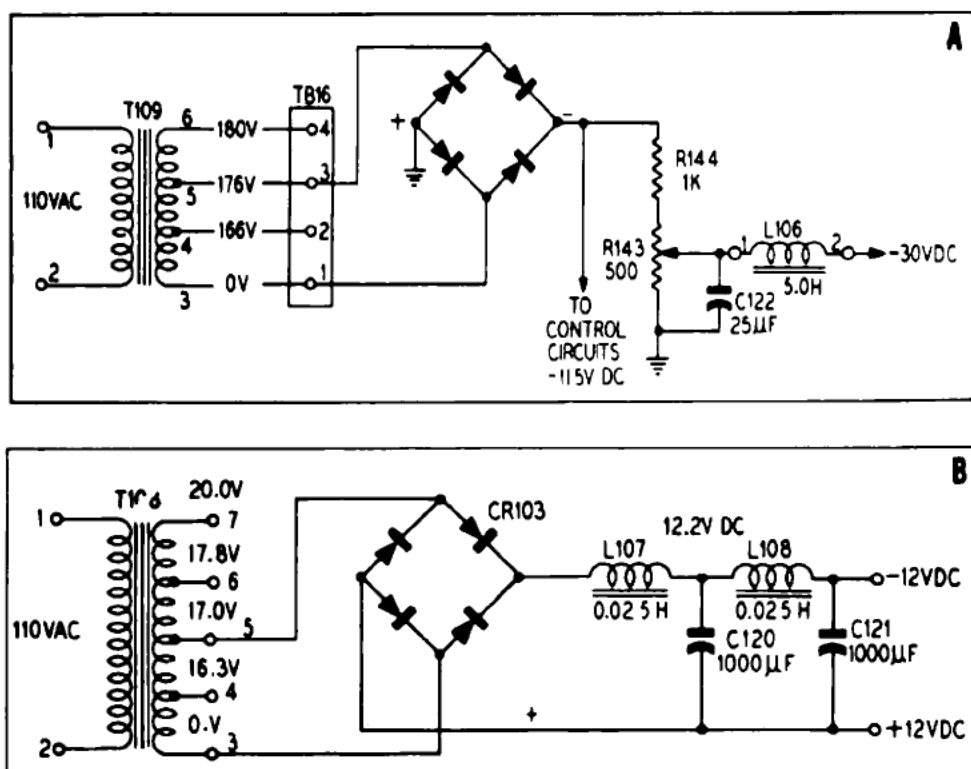 A
T109
TB16
6
180V
4
176V
3
5
166V
2
4
0V
1
3
1
110VAC
2
+
-
R144
1K
R143
500
1
L106
2
5.0H
-30VDC
C122
25µF
TO
CONTROL
CIRCUITS
-115V DC
B
20.0V
7
17.8V
6
17.0V
5
16.3V
4
0.V
3
1
110VAC
2
CR103
12.2V DC
L107
0.025 H
L108
0.025 H
-12VDC
C120
1000µF
C121
1000µF
+
+12VDC